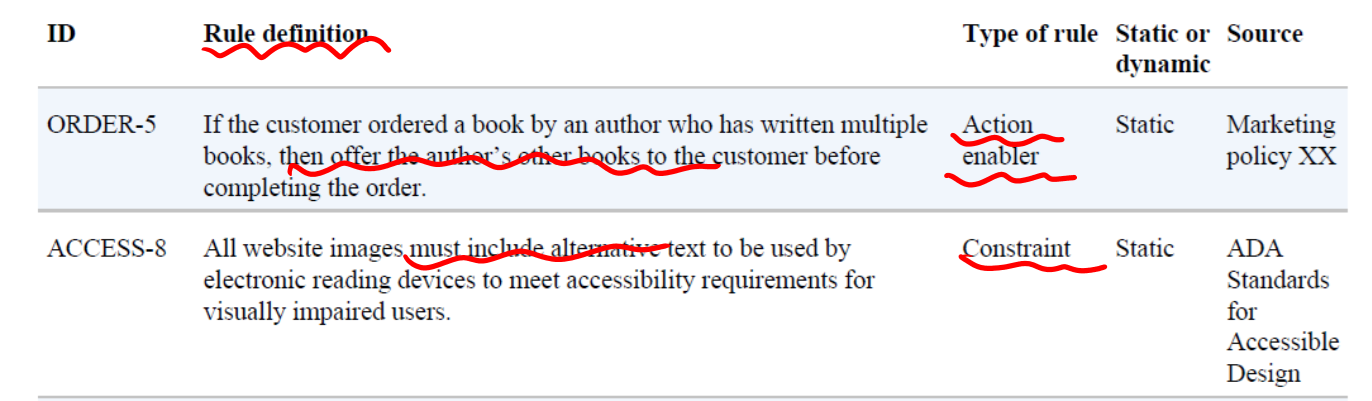 ID Rule definition Type of rule Static or Source
dynamic
ORDER-5 If the customer ordered a book by an author who has written multiple Action Static Marketing
books, then offer the author’s other books to the customer before enabler policy XX
completing the order.
ACCESS-8 All website images must include alternative text to be used by Constraint Static ADA
electronic reading devices to meet accessibility requirements for Standards
visually impaired users. for
Accessible
Design